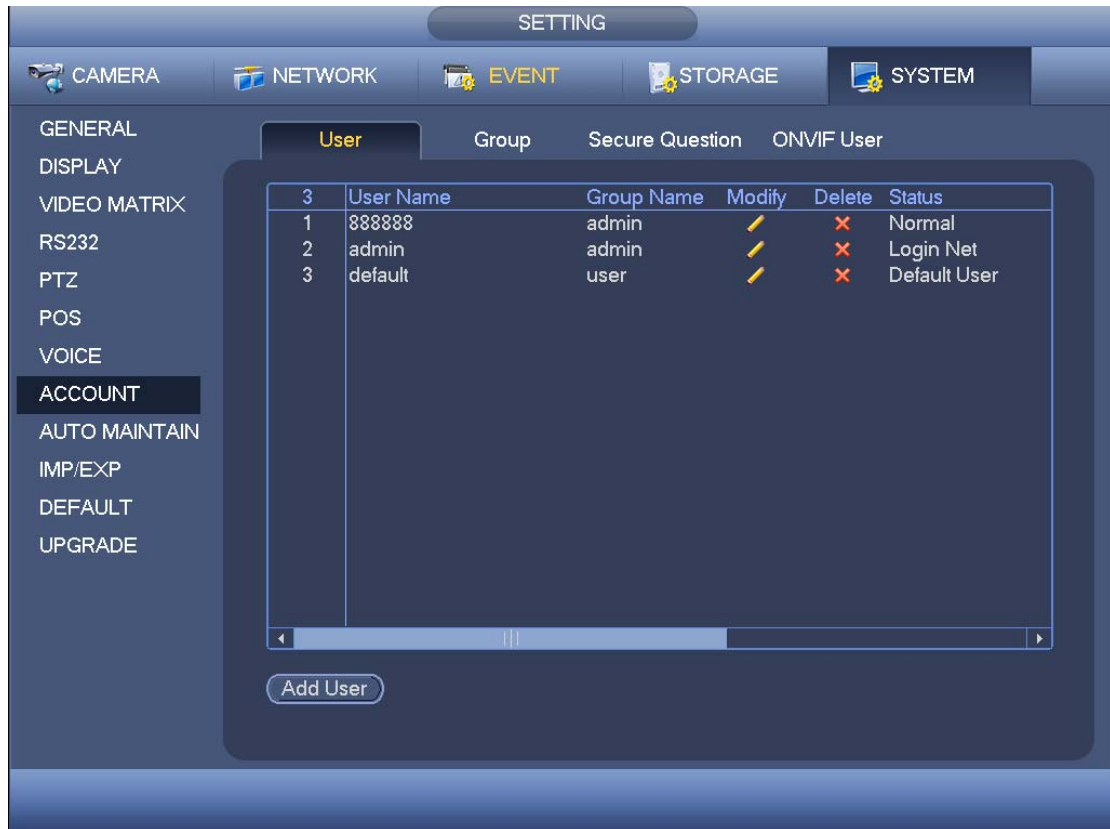 SETTING
CAMERA NETWORK EVENT STORAGE SYSTEM
GENERAL
DISPLAY
VIDEO MATRIX
RS232
PTZ
POS
VOICE
ACCOUNT
AUTO MAINTAIN
IMP/EXP
DEFAULT
UPGRADE
User Group Secure Question ONVIF User
3 User Name Group Name Modify Delete Status
1 888888 admin Normal
2 admin admin Login Net
3 default user Default User
Add User